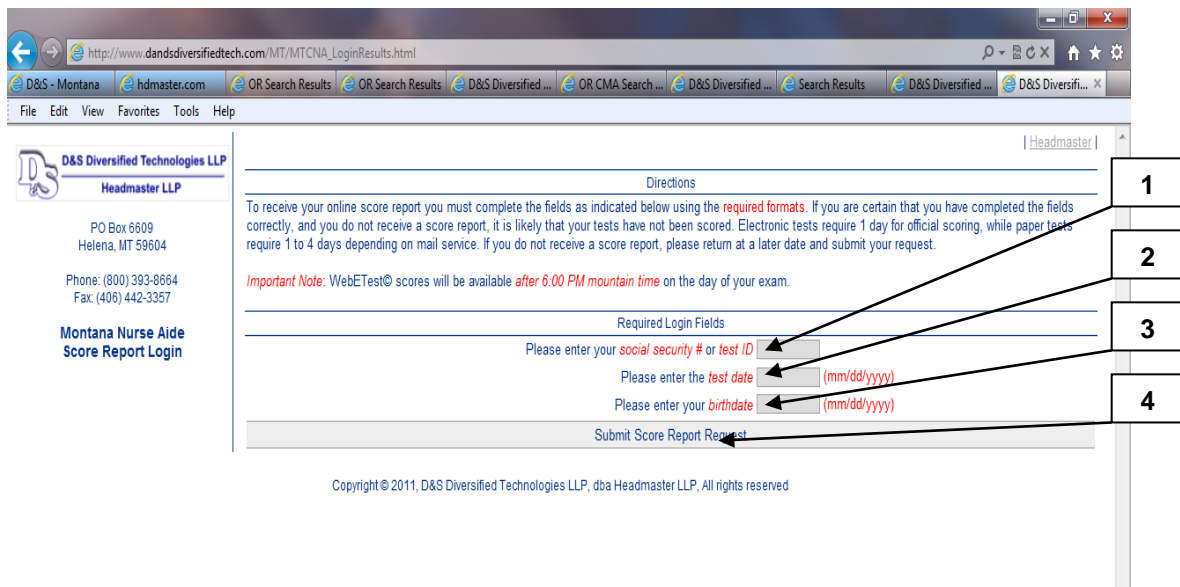 http://www.dandsdiversifiedtech.com/MT/MTCNA_LoginResults.html
D&S - Montana hdmaster.com OR Search Results OR Search Results D&S Diversified ... OR CMA Search ... D&S Diversified ... Search Results D&S Diversified ... D&S Diversifi...
File Edit View Favorites Tools Help
| Headmaster |
DS
D&S Diversified Technologies LLP
Headmaster LLP
PO Box 6609
Helena, MT 59604
Phone: (800) 393-8664
Fax: (406) 442-3357
Montana Nurse Aide
Score Report Login
Directions
To receive your online score report you must complete the fields as indicated below using the required formats. If you are certain that you have completed the fields
correctly, and you do not receive a score report, it is likely that your tests have not been scored. Electronic tests require 1 day for official scoring, while paper tests
require 1 to 4 days depending on mail service. If you do not receive a score report, please return at a later date and submit your request.
Important Note: WebETest© scores will be available after 6:00 PM mountain time on the day of your exam.
Required Login Fields
Please enter your social security # or test ID
Please enter the test date (mm/dd/yyyy)
Please enter your birthdate (mm/dd/yyyy)
Submit Score Report Request
1
2
3
4
Copyright © 2011, D&S Diversified Technologies LLP, dba Headmaster LLP, All rights reserved